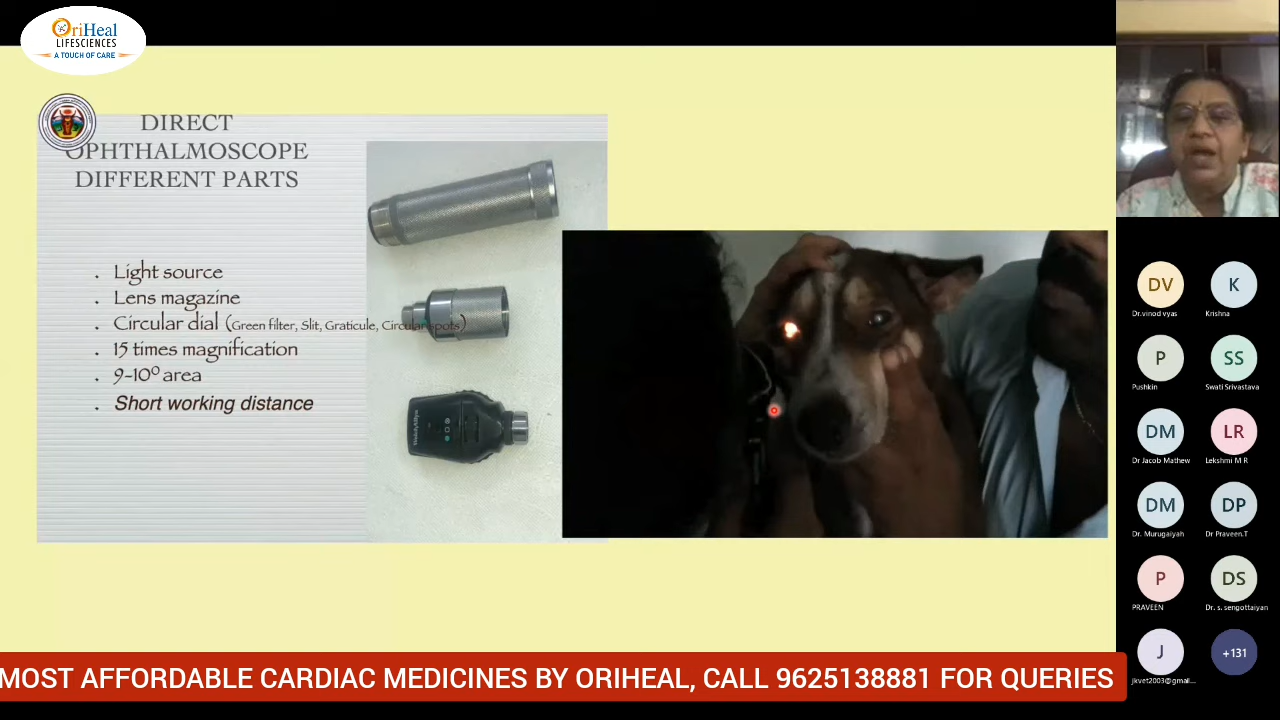 OriHeal
LIFESCIENCES
A TOUCH OF CARE
DIRECT
OPHTHALMOSCOPE
DIFFERENT PARTS
. Light source
. Lens magazine
. Circular dial (Green filter, Slit, Graticule, Circular spots)
. 15 times magnification
. 9-10⁰ area
. Short working distance
DV
Dr.vinod vyas
K
Krishna
P
Pushkin
SS
Swati Srivastava
DM
Dr Jacob Mathew
LR
Lekshmi M R
DM
Dr. Murugaiyah
DP
Dr Praveen.T
P
PRAVEEN
DS
Dr. s. sengottaiyan
J
jkvet2003@gmail...
+131
MOST AFFORDABLE CARDIAC MEDICINES BY ORIHEAL, CALL 9625138881 FOR QUERIES